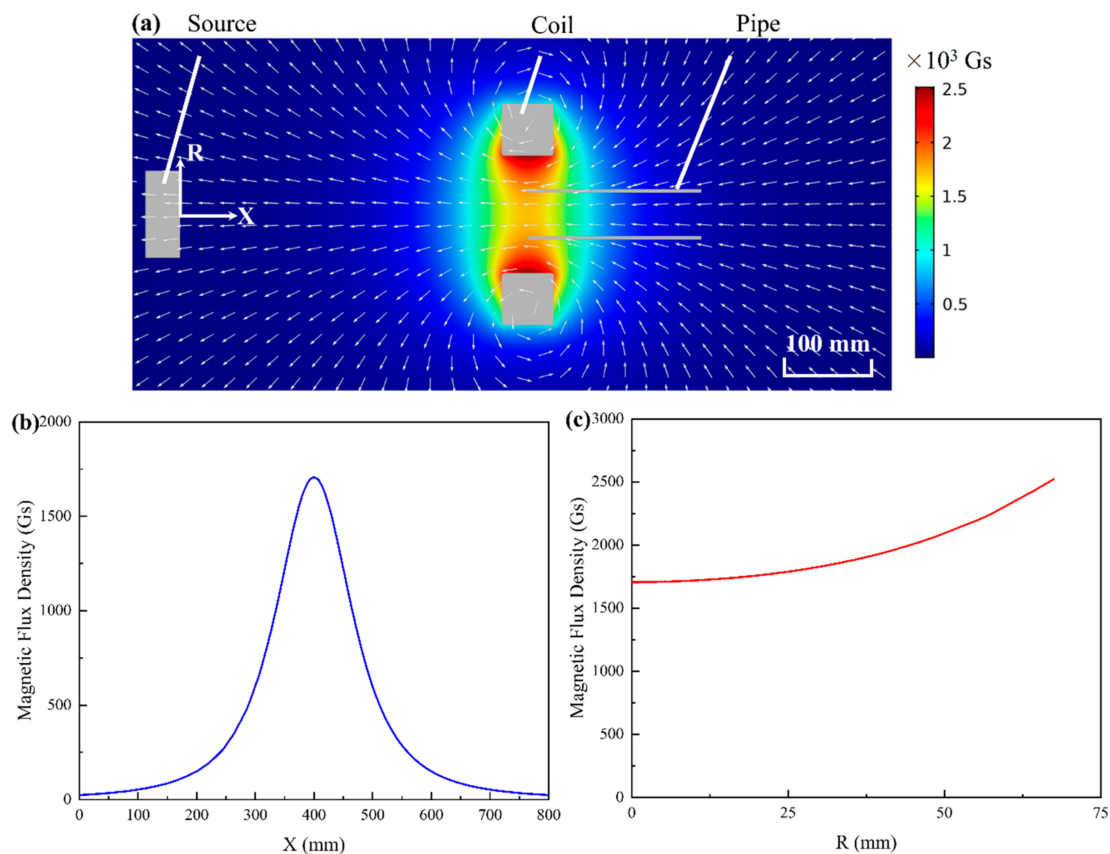 (a)
Source
Coil
Pipe
×10³ Gs
2.5
2
1.5
1
0.5
R
X
100 mm
(b)
2000
1500
1000
500
0
Magnetic Flux Density (Gs)
0 100 200 300 400 500 600 700 800
X (mm)
(c)
3000
2500
2000
1500
1000
500
0
Magnetic Flux Density (Gs)
0 25 50 75
R (mm)